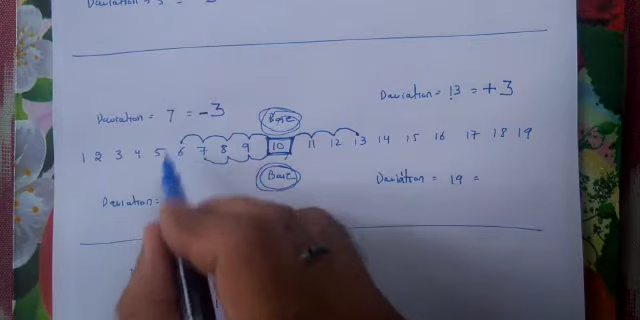 Deviation = 13 = +3
Deviation = 7 = -3
Base
1 2 3 4 5 6 7 8 9 10 11 12 13 14 15 16 17 18 19
Base
Deviation = 19 =
Deviation =